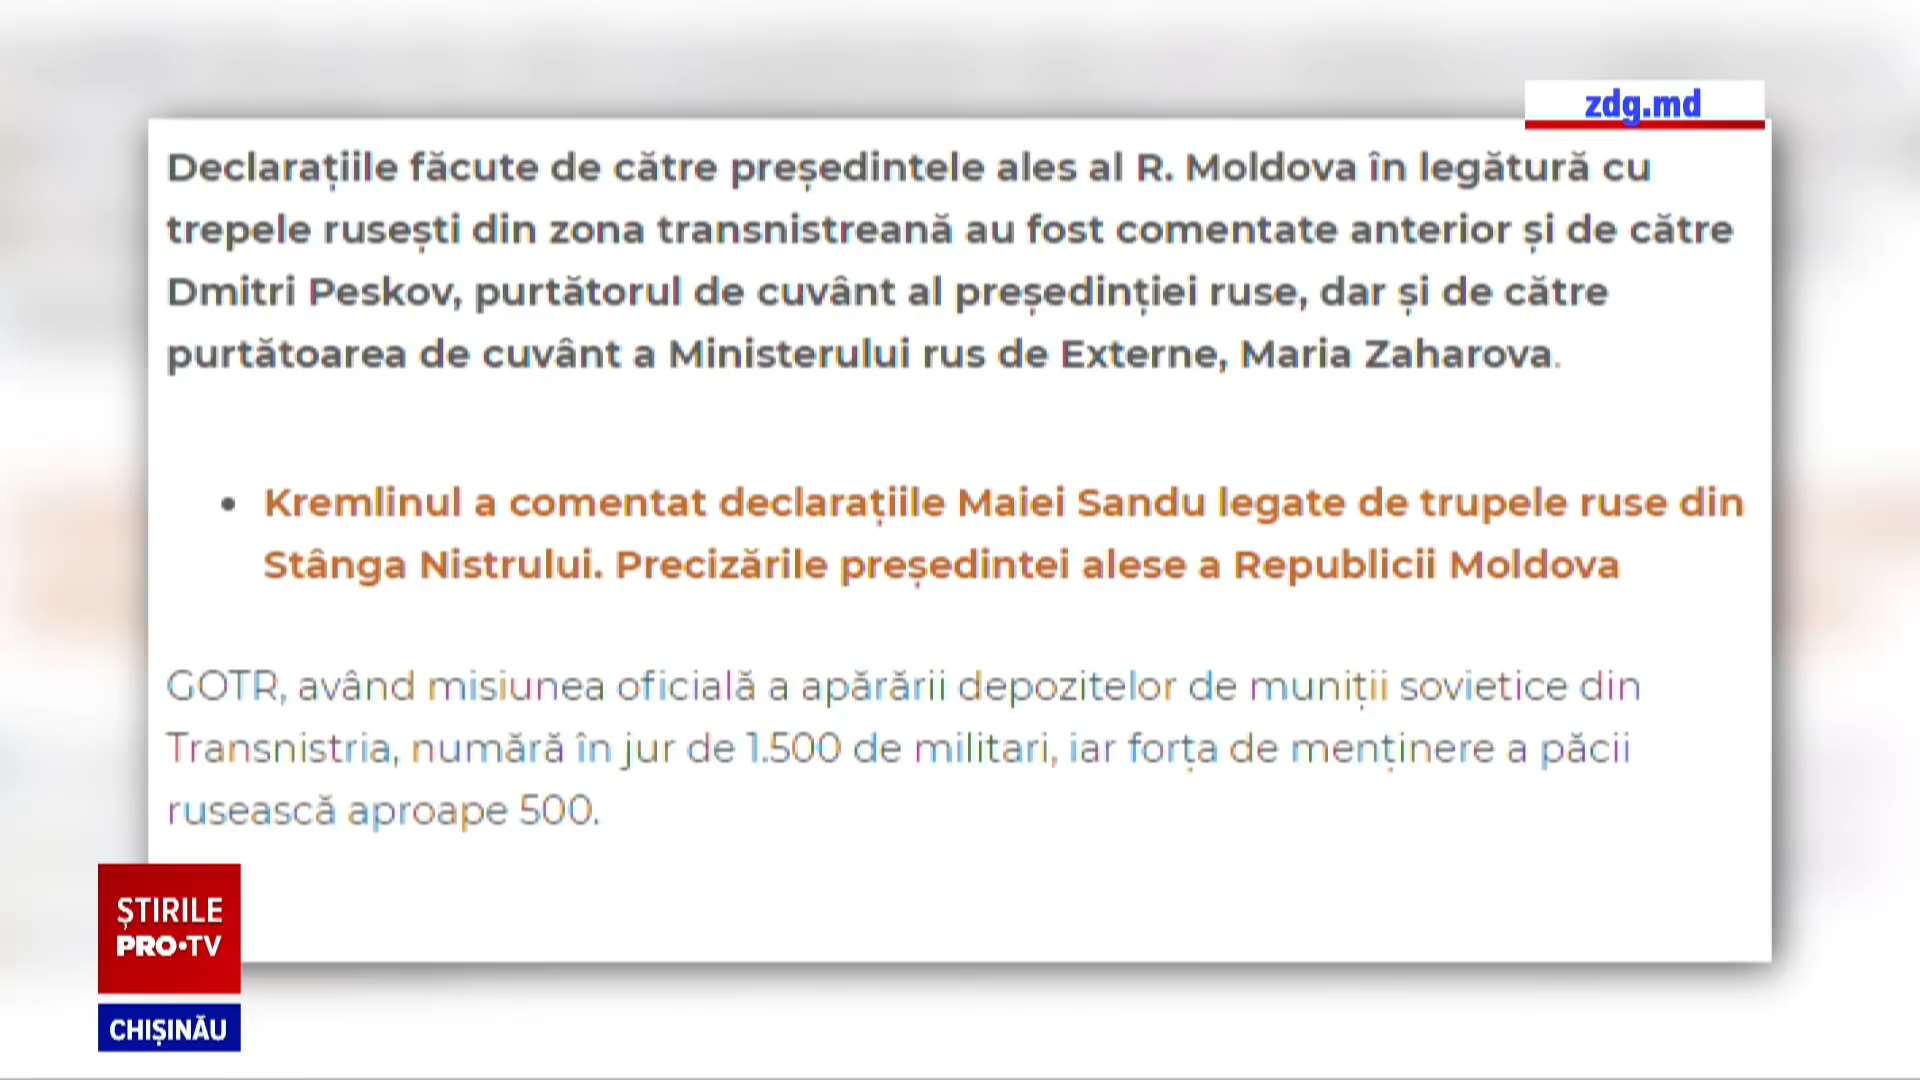 zdg.md
Declarațiile făcute de către președintele ales al R. Moldova în legătură cu
trepele rusești din zona transnistreană au fost comentate anterior și de către
Dmitri Peskov, purtătorul de cuvânt al președinției ruse, dar și de către
purtătoarea de cuvânt a Ministerului rus de Externe, Maria Zaharova.
• Kremlinul a comentat declarațiile Maiei Sandu legate de trupele ruse din
Stânga Nistrului. Precizările președintei alese a Republicii Moldova
GOTR, având misiunea oficială a apărării depozitelor de muniții sovietice din
Transnistria, numără în jur de 1.500 de militari, iar forța de menținere a păcii
rusească aproape 500.
ȘTIRILE
PRO•TV
CHIȘINĂU